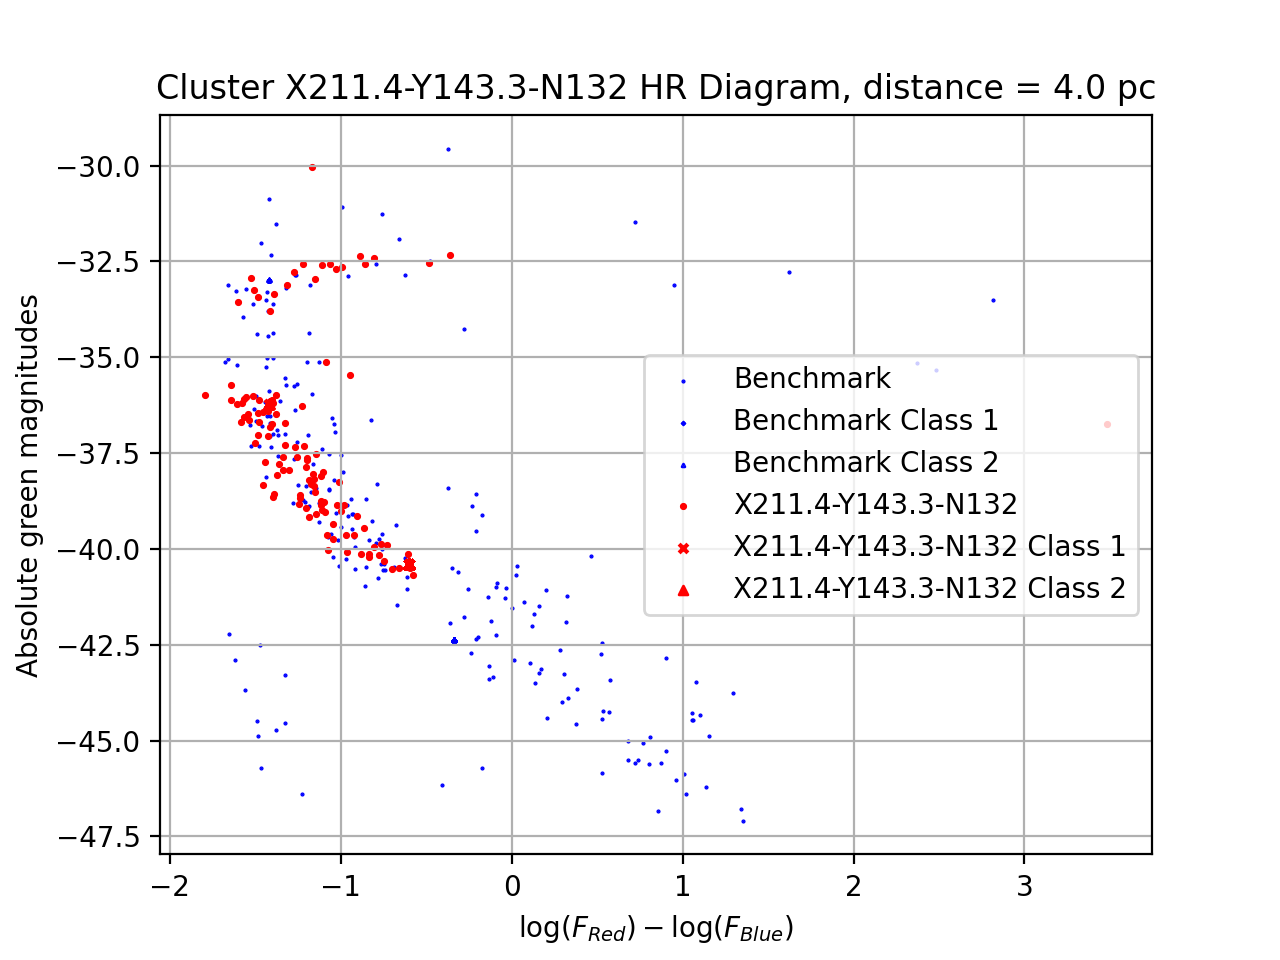 Cluster X211.4-Y143.3-N132 HR Diagram, distance = 4.0 pc
−30.0
−32.5
−35.0
−37.5
−40.0
−42.5
−45.0
−47.5
Absolute green magnitudes
Benchmark
Benchmark Class 1
Benchmark Class 2
X211.4-Y143.3-N132
X211.4-Y143.3-N132 Class 1
X211.4-Y143.3-N132 Class 2
−2 −1 0 1 2 3
log(F_Red) − log(F_Blue)